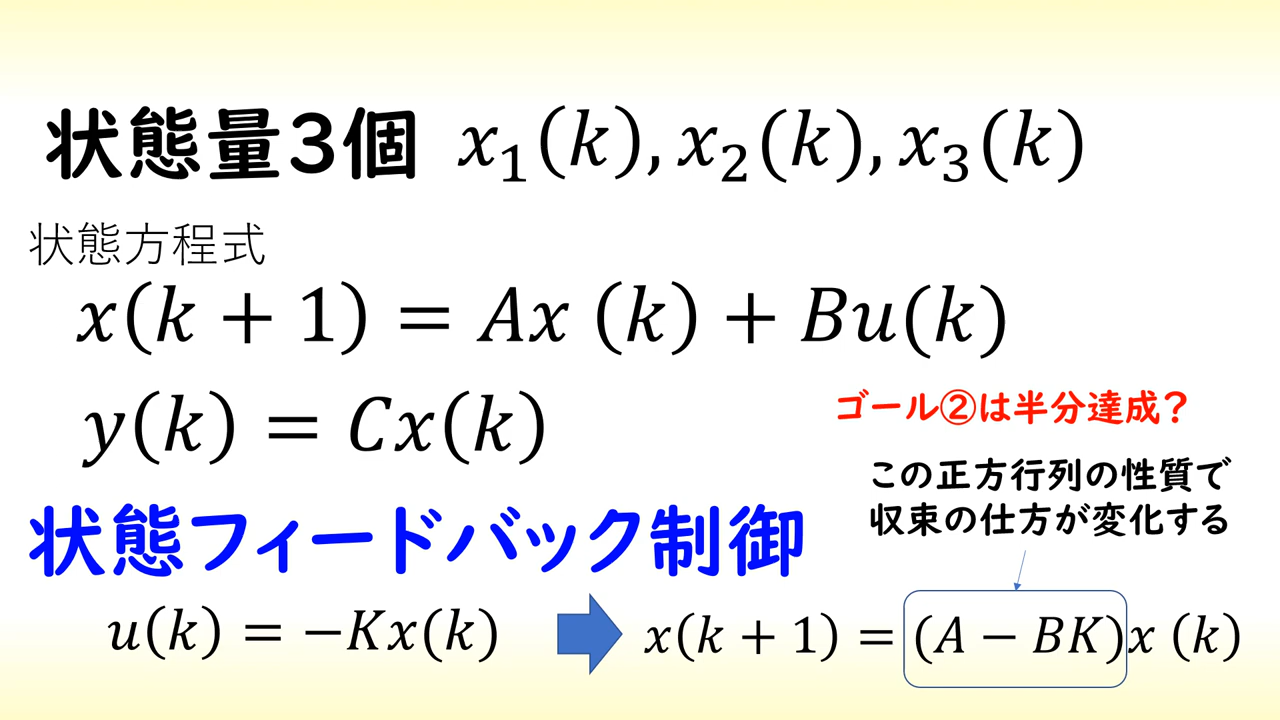 状態量3個 x₁(k), x₂(k), x₃(k)
状態方程式
x(k + 1) = Ax (k) + Bu(k)
y(k) = Cx(k)
ゴール②は半分達成？
この正方行列の性質で
収束の仕方が変化する
状態フィードバック制御
u(k) = −Kx(k)
x(k + 1) = (A − BK)x (k)